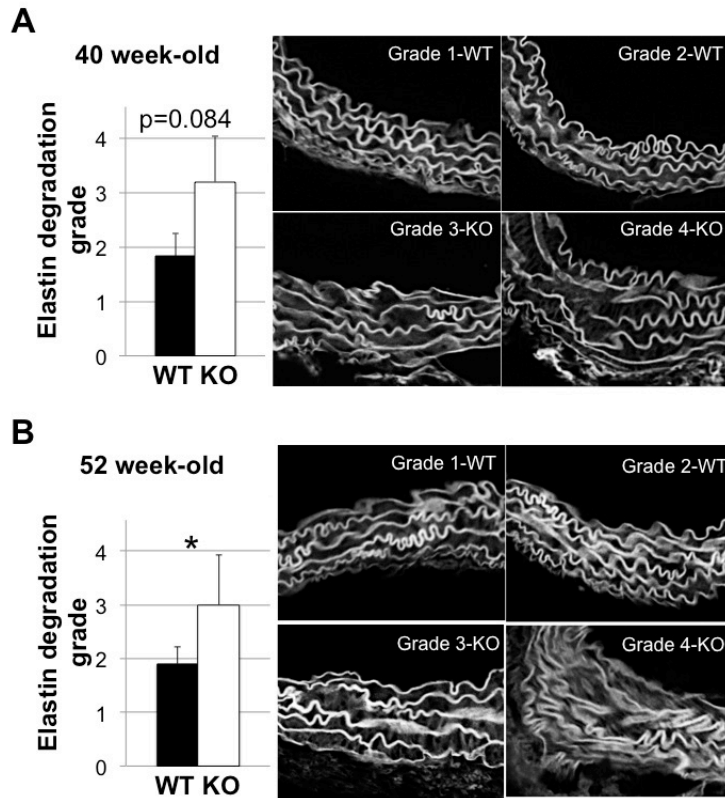 A
40 week-old
p=0.084
Elastin degradation
grade
4
3
2
1
0
WT KO
Grade 1-WT
Grade 2-WT
Grade 3-KO
Grade 4-KO
B
52 week-old
*
Elastin degradation
grade
4
3
2
1
0
WT KO
Grade 1-WT
Grade 2-WT
Grade 3-KO
Grade 4-KO